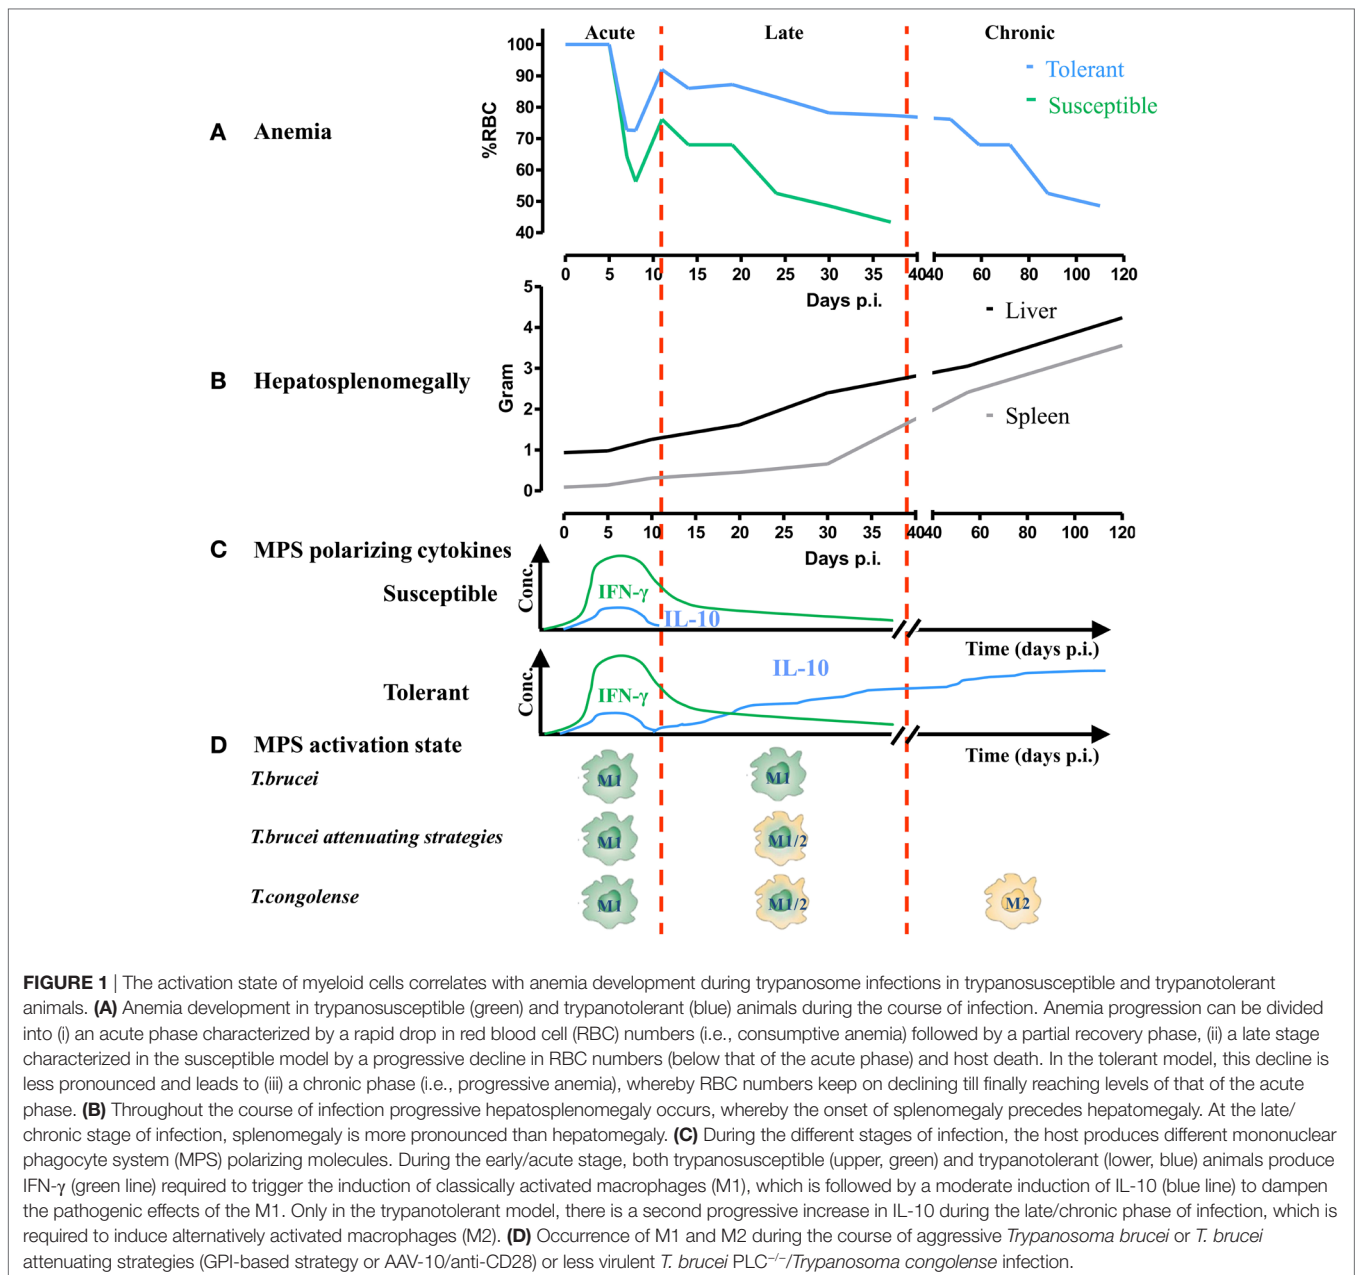 Acute Late Chronic
Tolerant
Susceptible
A Anemia
%RBC
100
90
80
70
60
50
40
0 5 10 15 20 25 30 35 40 40 60 80 100 120
Days p.i.
B Hepatosplenomegally
Gram
5
4
3
2
1
0
Liver
Spleen
0 5 10 15 20 25 30 35 40 40 60 80 100 120
Days p.i.
C MPS polarizing cytokines
Susceptible
Conc.
IFN-γ
IL-10
Time (days p.i.)
Tolerant
Conc.
IFN-γ
IL-10
Time (days p.i.)
D MPS activation state
T.brucei M1 M1
T.brucei attenuating strategies M1 M1/2
T.congolense M1 M1/2 M2
FIGURE 1 | The activation state of myeloid cells correlates with anemia development during trypanosome infections in trypanosusceptible and trypanotolerant
animals. (A) Anemia development in trypanosusceptible (green) and trypanotolerant (blue) animals during the course of infection. Anemia progression can be divided
into (i) an acute phase characterized by a rapid drop in red blood cell (RBC) numbers (i.e., consumptive anemia) followed by a partial recovery phase, (ii) a late stage
characterized in the susceptible model by a progressive decline in RBC numbers (below that of the acute phase) and host death. In the tolerant model, this decline is
less pronounced and leads to (iii) a chronic phase (i.e., progressive anemia), whereby RBC numbers keep on declining till finally reaching levels of that of the acute
phase. (B) Throughout the course of infection progressive hepatosplenomegaly occurs, whereby the onset of splenomegaly precedes hepatomegaly. At the late/
chronic stage of infection, splenomegaly is more pronounced than hepatomegaly. (C) During the different stages of infection, the host produces different mononuclear
phagocyte system (MPS) polarizing molecules. During the early/acute stage, both trypanosusceptible (upper, green) and trypanotolerant (lower, blue) animals produce
IFN-γ (green line) required to trigger the induction of classically activated macrophages (M1), which is followed by a moderate induction of IL-10 (blue line) to dampen
the pathogenic effects of the M1. Only in the trypanotolerant model, there is a second progressive increase in IL-10 during the late/chronic phase of infection, which is
required to induce alternatively activated macrophages (M2). (D) Occurrence of M1 and M2 during the course of aggressive Trypanosoma brucei or T. brucei
attenuating strategies (GPI-based strategy or AAV-10/anti-CD28) or less virulent T. brucei PLC−/−/Trypanosoma congolense infection.